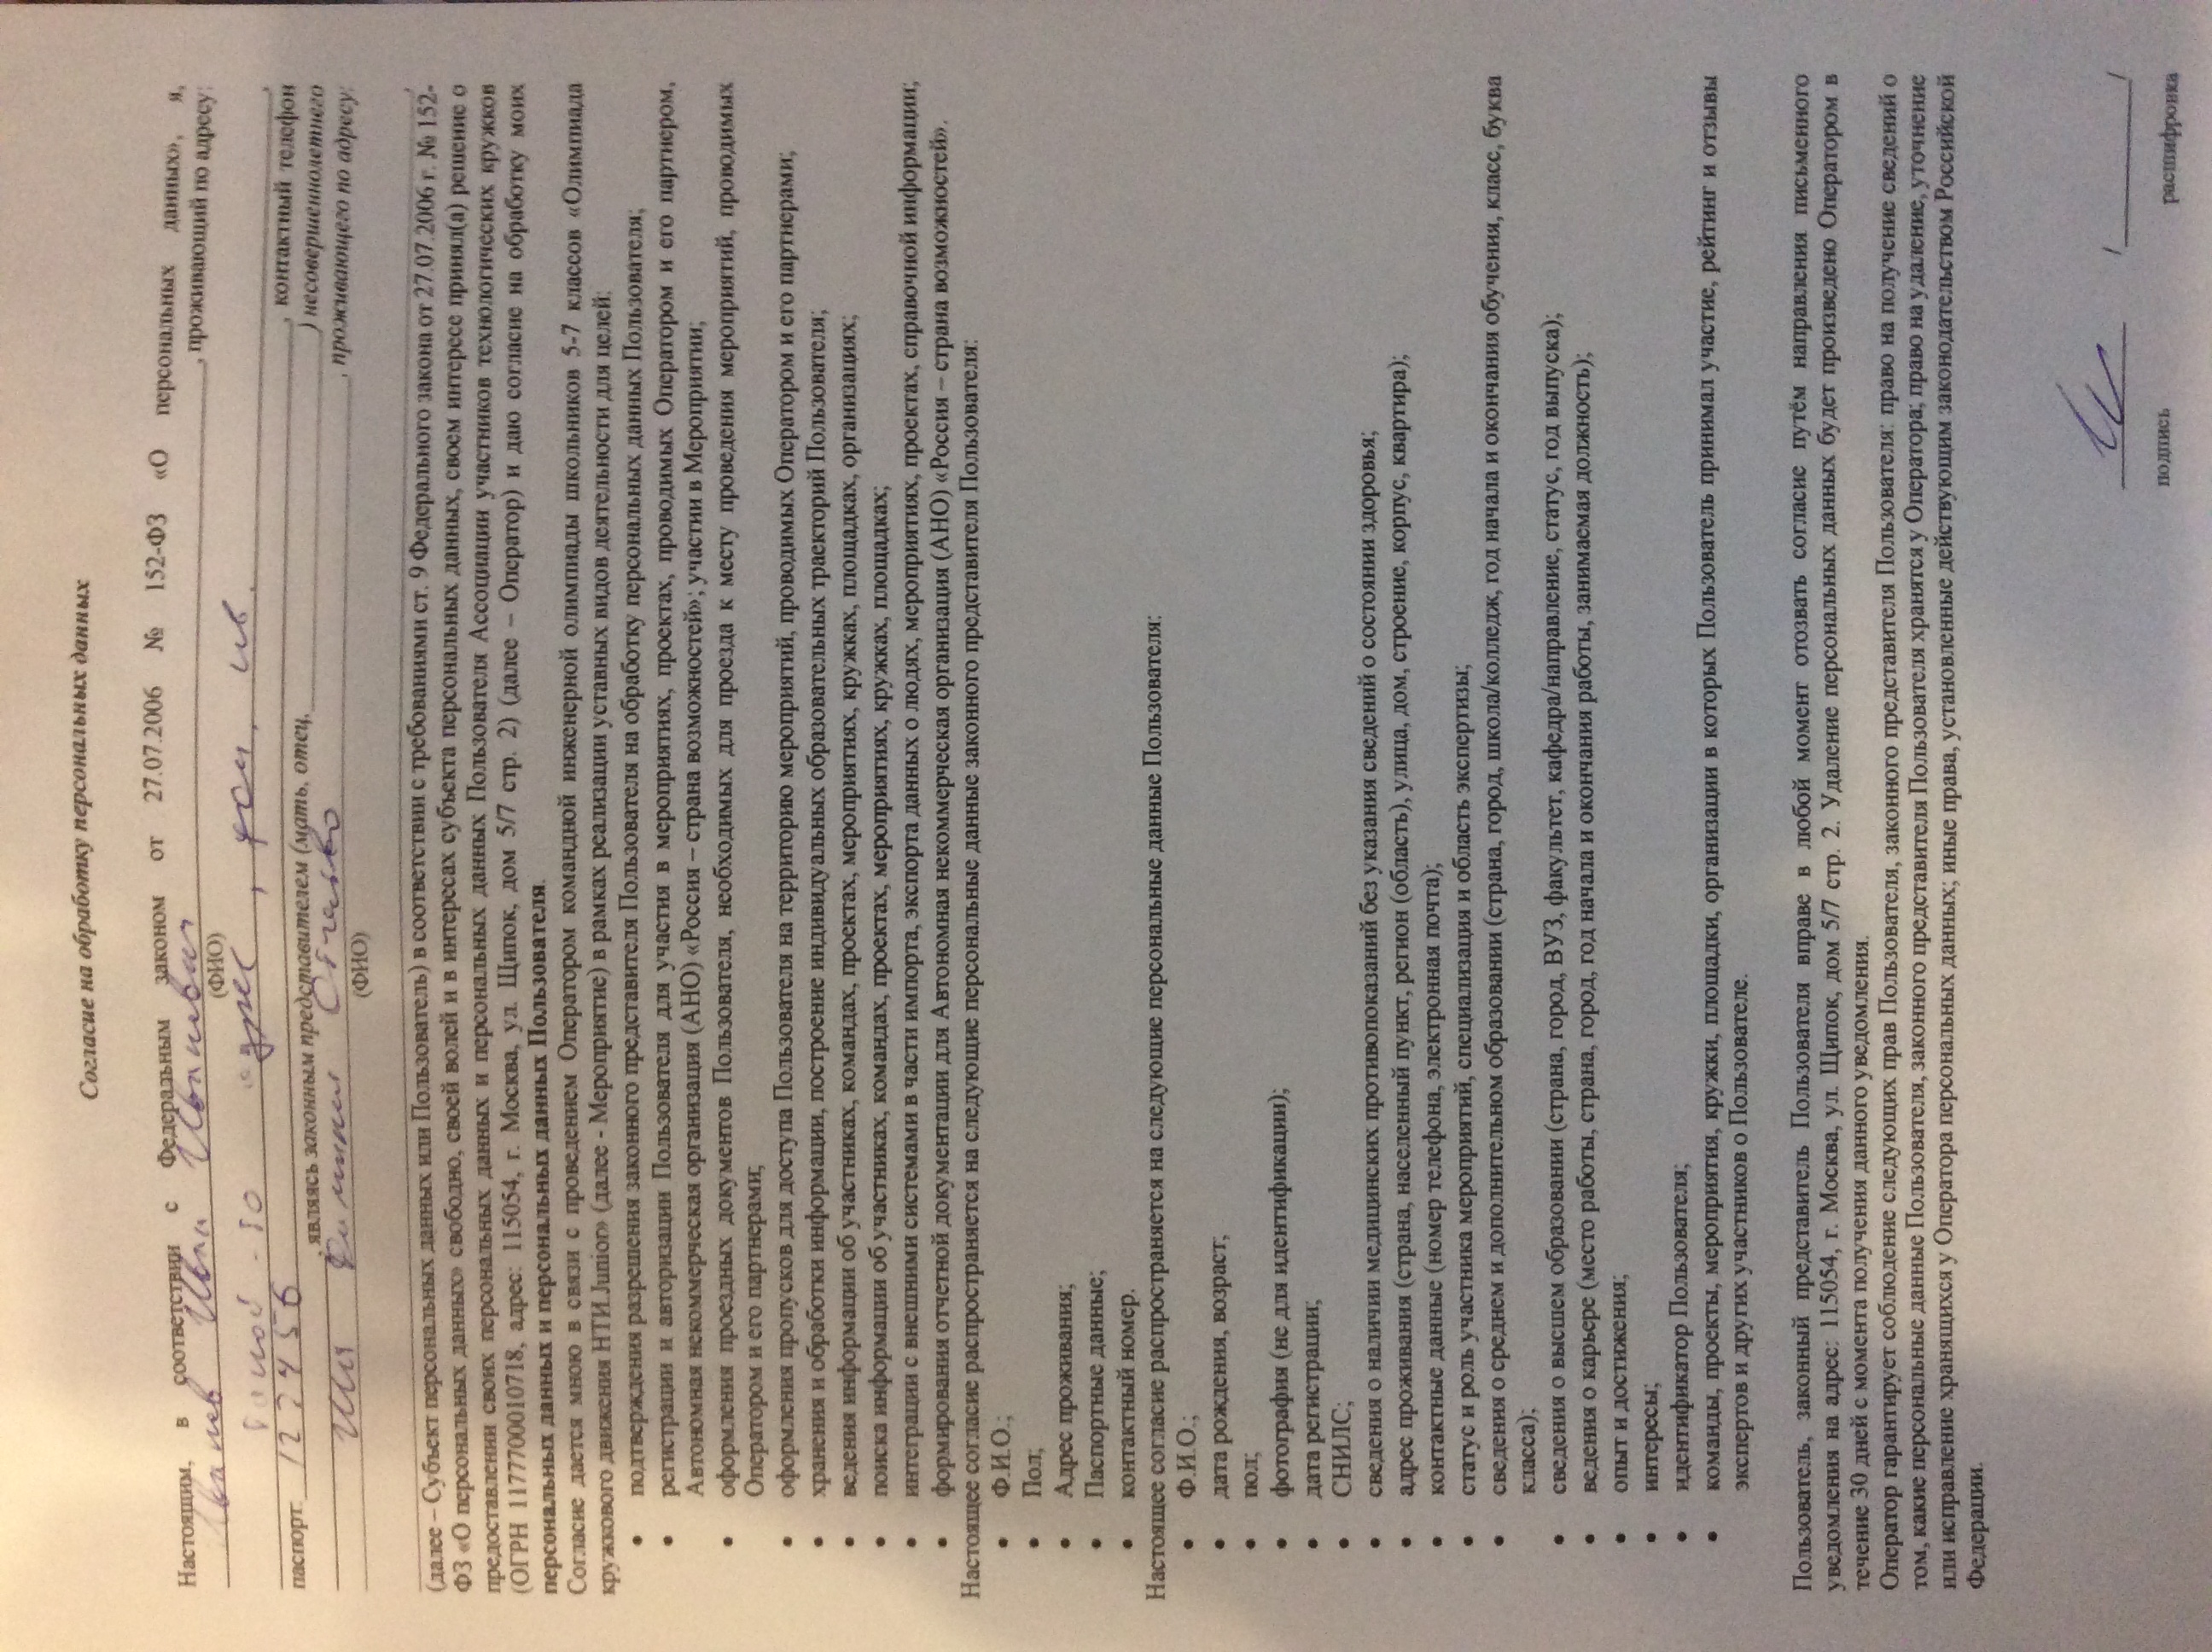 Согласие на обработку персональных данных
Настоящим, в соответствии с Федеральным законом от 27.07.2006 № 152-ФЗ «О персональных данных», я,
Иванов Иван Иванович, проживающий по адресу:
(ФИО)
такой-то адрес, дом, кв.,
паспорт: , контактный телефон
, являясь законным представителем (мать, отец, ) несовершеннолетнего
Имя Фамилия Отчество, проживающего по адресу:
(ФИО)
,
(далее – Субъект персональных данных или Пользователь) в соответствии с требованиями ст. 9 Федерального закона от 27.07.2006 г. № 152-
ФЗ «О персональных данных» свободно, своей волей и в интересах субъекта персональных данных, своем интересе принял(а) решение о
предоставлении своих персональных данных и персональных данных Пользователя Ассоциации участников технологических кружков
(ОГРН 1177700010718, адрес: 115054, г. Москва, ул. Щипок, дом 5/7 стр. 2) (далее – Оператор) и даю согласие на обработку моих
персональных данных и персональных данных Пользователя.
Согласие дается мною в связи с проведением Оператором командной инженерной олимпиады школьников 5-7 классов «Олимпиада
кружкового движения НТИ.Junior» (далее - Мероприятие) в рамках реализации уставных видов деятельности для целей:
• подтверждения разрешения законного представителя Пользователя на обработку персональных данных Пользователя;
• регистрации и авторизации Пользователя для участия в мероприятиях, проектах, проводимых Оператором и его партнером,
Автономная некоммерческая организация (АНО) «Россия – страна возможностей»; участии в Мероприятии;
• оформления проездных документов Пользователя, необходимых для проезда к месту проведения мероприятий, проводимых
Оператором и его партнерами;
• оформления пропусков для доступа Пользователя на территорию мероприятий, проводимых Оператором и его партнерами;
• хранения и обработки информации, построение индивидуальных образовательных траекторий Пользователя;
• ведения информации об участниках, командах, проектах, мероприятиях, кружках, площадках, организациях;
• поиска информации об участниках, командах, проектах, мероприятиях, кружках, площадках;
• интеграции с внешними системами в части импорта, экспорта данных о людях, мероприятиях, проектах, справочной информации;
• формирования отчетной документации для Автономная некоммерческая организация (АНО) «Россия – страна возможностей».
Настоящее согласие распространяется на следующие персональные данные законного представителя Пользователя:
• Ф.И.О.;
• Пол;
• Адрес проживания;
• Паспортные данные;
• контактный номер.
Настоящее согласие распространяется на следующие персональные данные Пользователя:
• Ф.И.О.;
• дата рождения, возраст;
• пол;
• фотография (не для идентификации);
• дата регистрации;
• СНИЛС;
• сведения о наличии медицинских противопоказаний без указания сведений о состоянии здоровья;
• адрес проживания (страна, населенный пункт, регион (область), улица, дом, строение, корпус, квартира);
• контактные данные (номер телефона, электронная почта);
• статус и роль участника мероприятий, специализация и область экспертизы;
• сведения о среднем и дополнительном образовании (страна, город, школа/колледж, год начала и окончания обучения, класс, буква
класса);
• сведения о высшем образовании (страна, город, ВУЗ, факультет, кафедра/направление, статус, год выпуска);
• ведения о карьере (место работы, страна, город, год начала и окончания работы, занимаемая должность);
• опыт и достижения;
• интересы;
• идентификатор Пользователя;
• команды, проекты, мероприятия, кружки, площадки, организации в которых Пользователь принимал участие, рейтинг и отзывы
экспертов и других участников о Пользователе.
Пользователь, законный представитель Пользователя вправе в любой момент отозвать согласие путём направления письменного
уведомления на адрес: 115054, г. Москва, ул. Щипок, дом 5/7 стр. 2. Удаление персональных данных будет произведено Оператором в
течение 30 дней с момента получения данного уведомления.
Оператор гарантирует соблюдение следующих прав Пользователя, законного представителя Пользователя: право на получение сведений о
том, какие персональные данные Пользователя, законного представителя Пользователя хранятся у Оператора; право на удаление, уточнение
или исправление хранящихся у Оператора персональных данных; иные права, установленные действующим законодательством Российской
Федерации.
/ /
подпись расшифровка